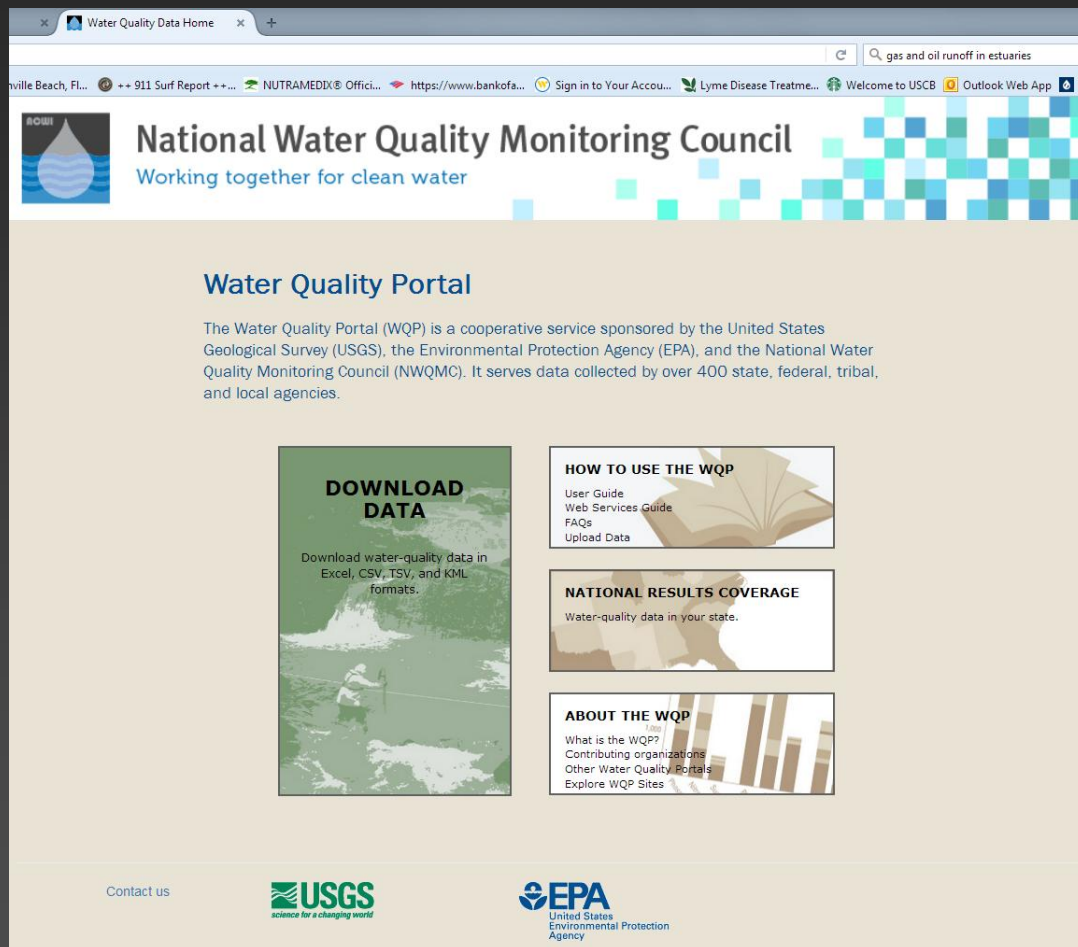 Water Quality Data Home
gas and oil runoff in estuaries
nville Beach, Fl... ++ 911 Surf Report ++... NUTRAMEDIX® Offici... https://www.bankofa... Sign in to Your Accou... Lyme Disease Treatme... Welcome to USCB Outlook Web App
ACWI
National Water Quality Monitoring Council
Working together for clean water
Water Quality Portal
The Water Quality Portal (WQP) is a cooperative service sponsored by the United States
Geological Survey (USGS), the Environmental Protection Agency (EPA), and the National Water
Quality Monitoring Council (NWQMC). It serves data collected by over 400 state, federal, tribal,
and local agencies.
DOWNLOAD
DATA
Download water-quality data in
Excel, CSV, TSV, and KML
formats.
HOW TO USE THE WQP
User Guide
Web Services Guide
FAQs
Upload Data
NATIONAL RESULTS COVERAGE
Water-quality data in your state.
ABOUT THE WQP
1,000
What is the WQP?
Contributing organizations
Other Water Quality Portals
Explore WQP Sites
Contact us
USGS
science for a changing world
EPA
United States
Environmental Protection
Agency